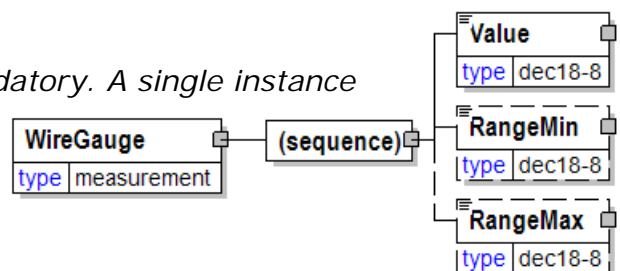 Value
type dec18-8
datory. A single instance
RangeMin
WireGauge
(sequence)
type dec18-8
type measurement
RangeMax
type dec18-8